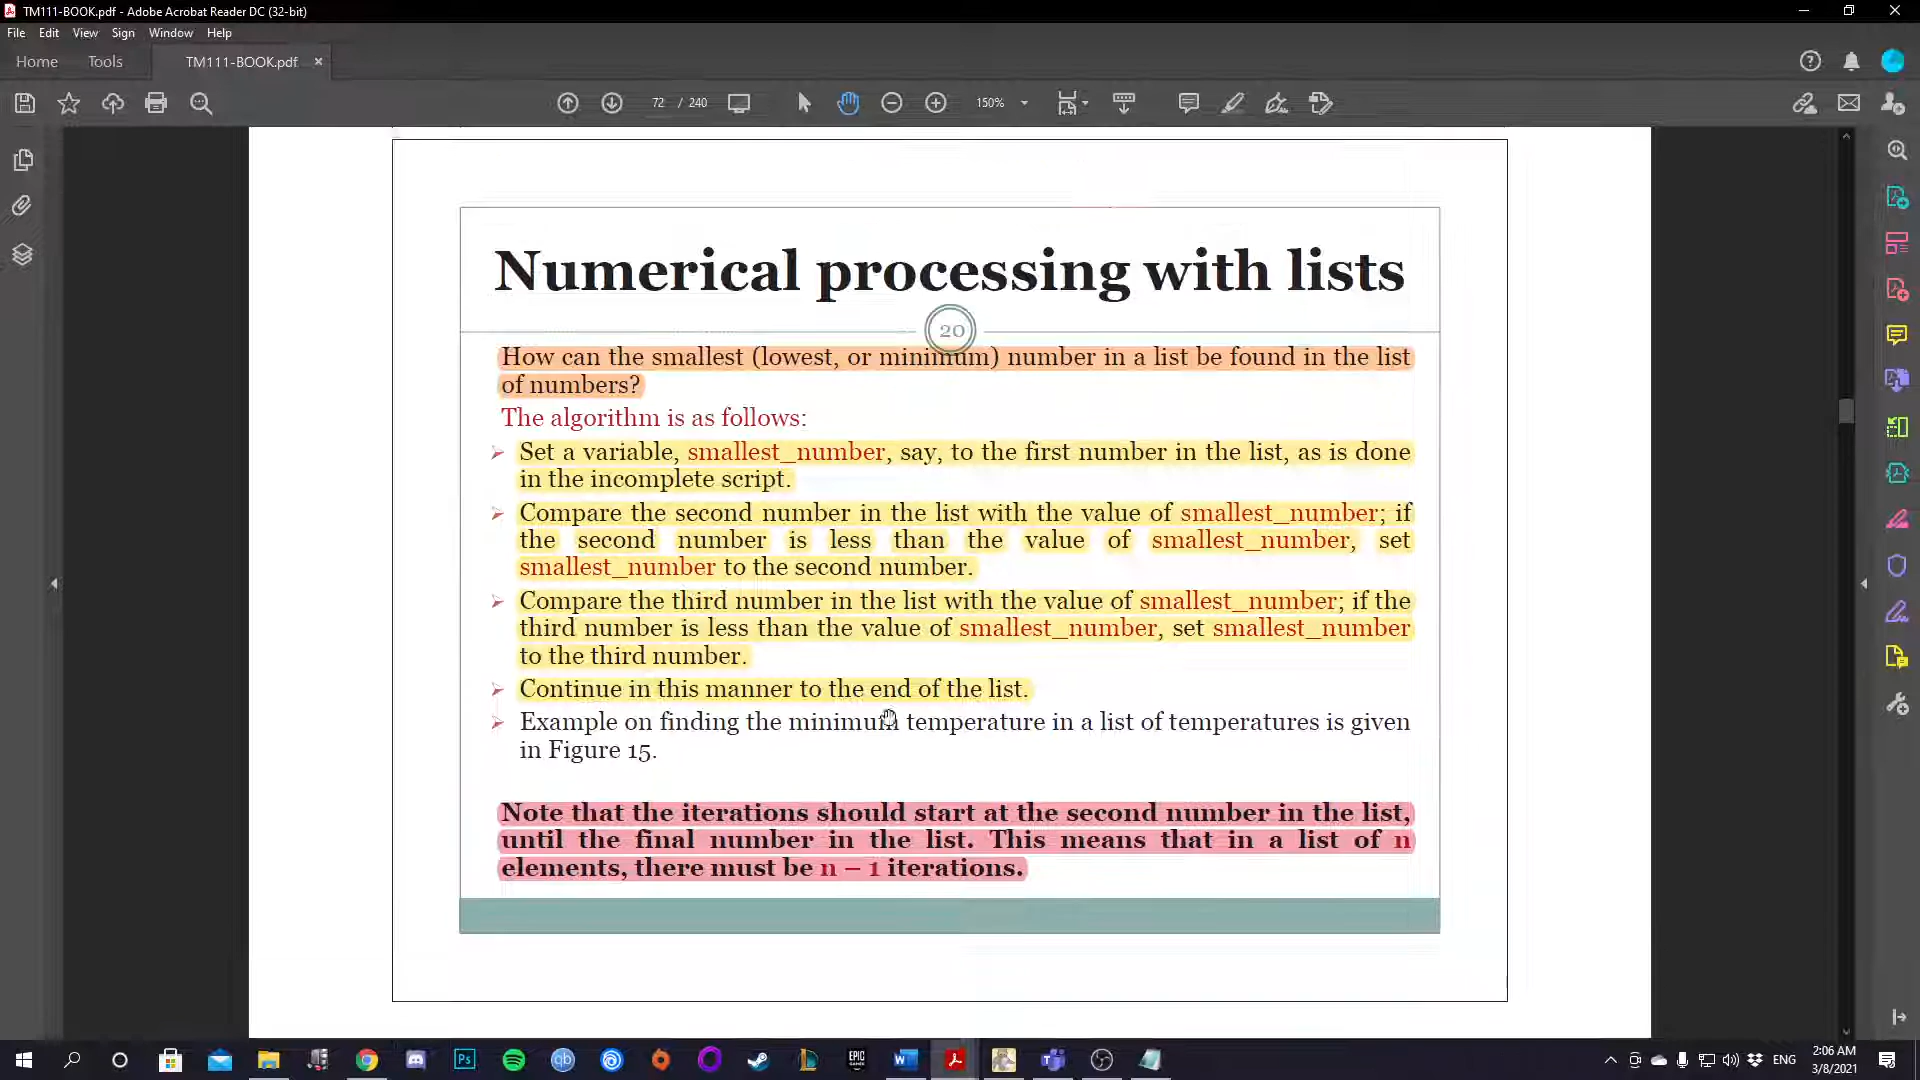 TM111-BOOK.pdf - Adobe Acrobat Reader DC (32-bit)
File Edit View Sign Window Help
Home Tools TM111-BOOK.pdf ×
72 / 240 150%
Numerical processing with lists
20
How can the smallest (lowest, or minimum) number in a list be found in the list
of numbers?
The algorithm is as follows:
Set a variable, smallest_number, say, to the first number in the list, as is done
in the incomplete script.
Compare the second number in the list with the value of smallest_number; if
the second number is less than the value of smallest_number, set
smallest_number to the second number.
Compare the third number in the list with the value of smallest_number; if the
third number is less than the value of smallest_number, set smallest_number
to the third number.
Continue in this manner to the end of the list.
Example on finding the minimum temperature in a list of temperatures is given
in Figure 15.
Note that the iterations should start at the second number in the list,
until the final number in the list. This means that in a list of n
elements, there must be n – 1 iterations.
Ps qb EPIC GAMES ENG 2:06 AM
3/8/2021